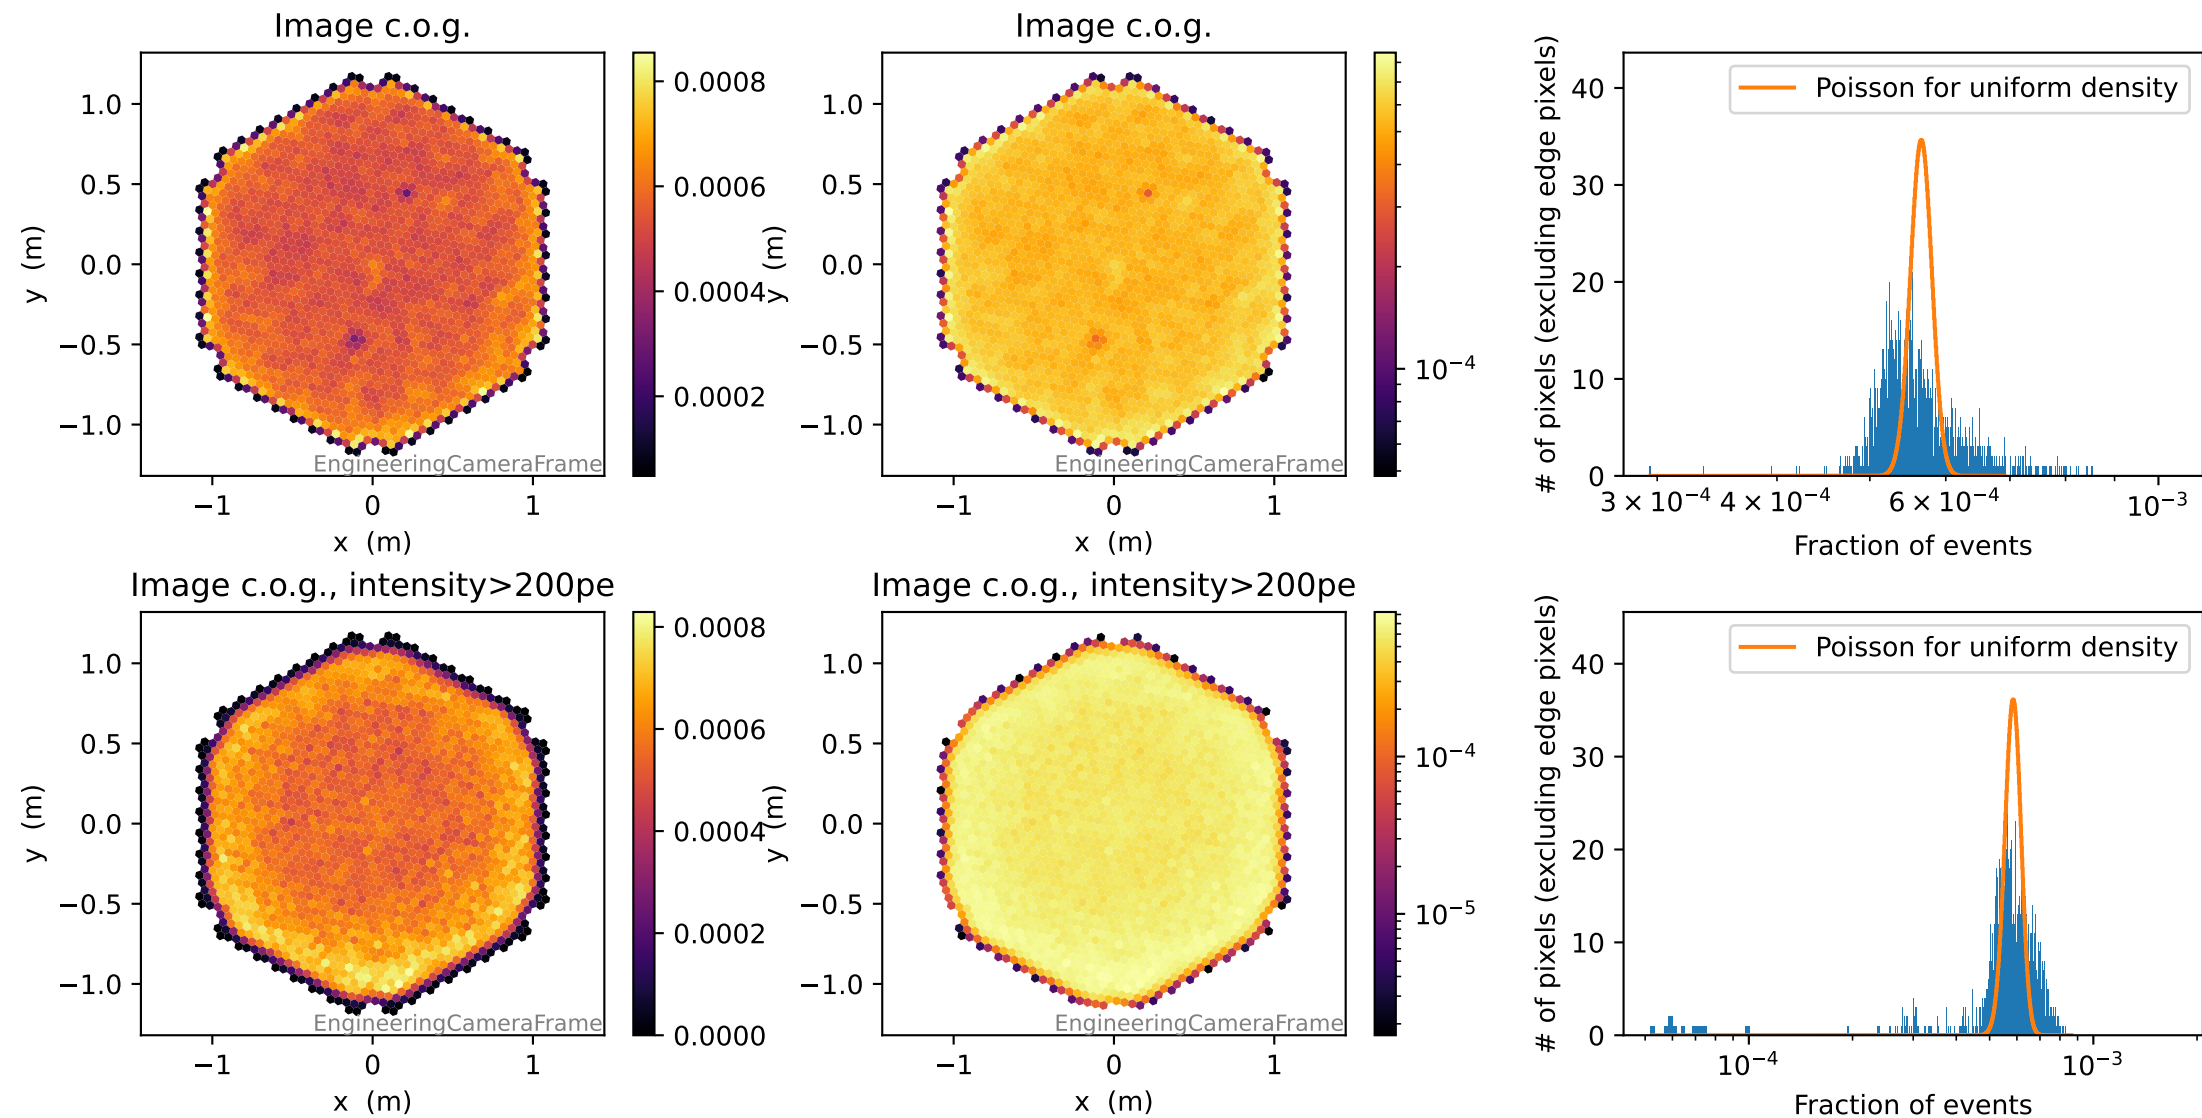 Image c.o.g.
y (m)
1.0
0.5
0.0
−0.5
−1.0
−1 0 1
x (m)
EngineeringCameraFrame
0.0008
0.0006
0.0004
0.0002
Image c.o.g.
y (m)
1.0
0.5
0.0
−0.5
−1.0
−1 0 1
x (m)
EngineeringCameraFrame
10⁻⁴
# of pixels (excluding edge pixels)
40
30
20
10
0
Poisson for uniform density
3 × 10⁻⁴ 4 × 10⁻⁴ 6 × 10⁻⁴ 10⁻³
Fraction of events
Image c.o.g., intensity>200pe
y (m)
1.0
0.5
0.0
−0.5
−1.0
−1 0 1
x (m)
EngineeringCameraFrame
0.0008
0.0006
0.0004
0.0002
0.0000
Image c.o.g., intensity>200pe
y (m)
1.0
0.5
0.0
−0.5
−1.0
−1 0 1
x (m)
EngineeringCameraFrame
10⁻⁴
10⁻⁵
# of pixels (excluding edge pixels)
40
30
20
10
0
Poisson for uniform density
10⁻⁴ 10⁻³
Fraction of events